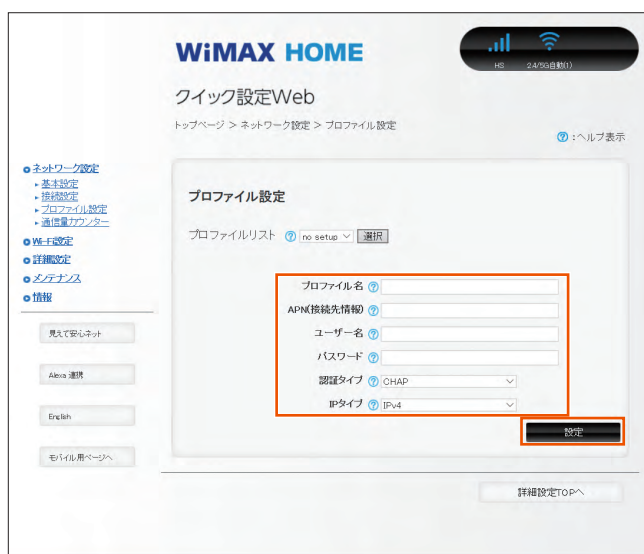 WiMAX HOME
HS
2.4/5G自動(1)
クイック設定Web
トップページ > ネットワーク設定 > プロファイル設定
? :ヘルプ表示
ネットワーク設定
基本設定
接続設定
プロファイル設定
通信量カウンター
Wi-Fi設定
詳細設定
メンテナンス
情報
見えて安心ネット
Alexa 連携
English
モバイル用ページへ
プロファイル設定
プロファイルリスト ? no setup 選択
プロファイル名 ?
APN(接続先情報) ?
ユーザー名 ?
パスワード ?
認証タイプ ? CHAP
IPタイプ ? IPv4
設定
詳細設定TOPへ